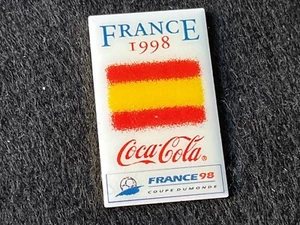 FRANCE
1998
Coca-Cola®
FRANCE 98
COUPE DU MONDE